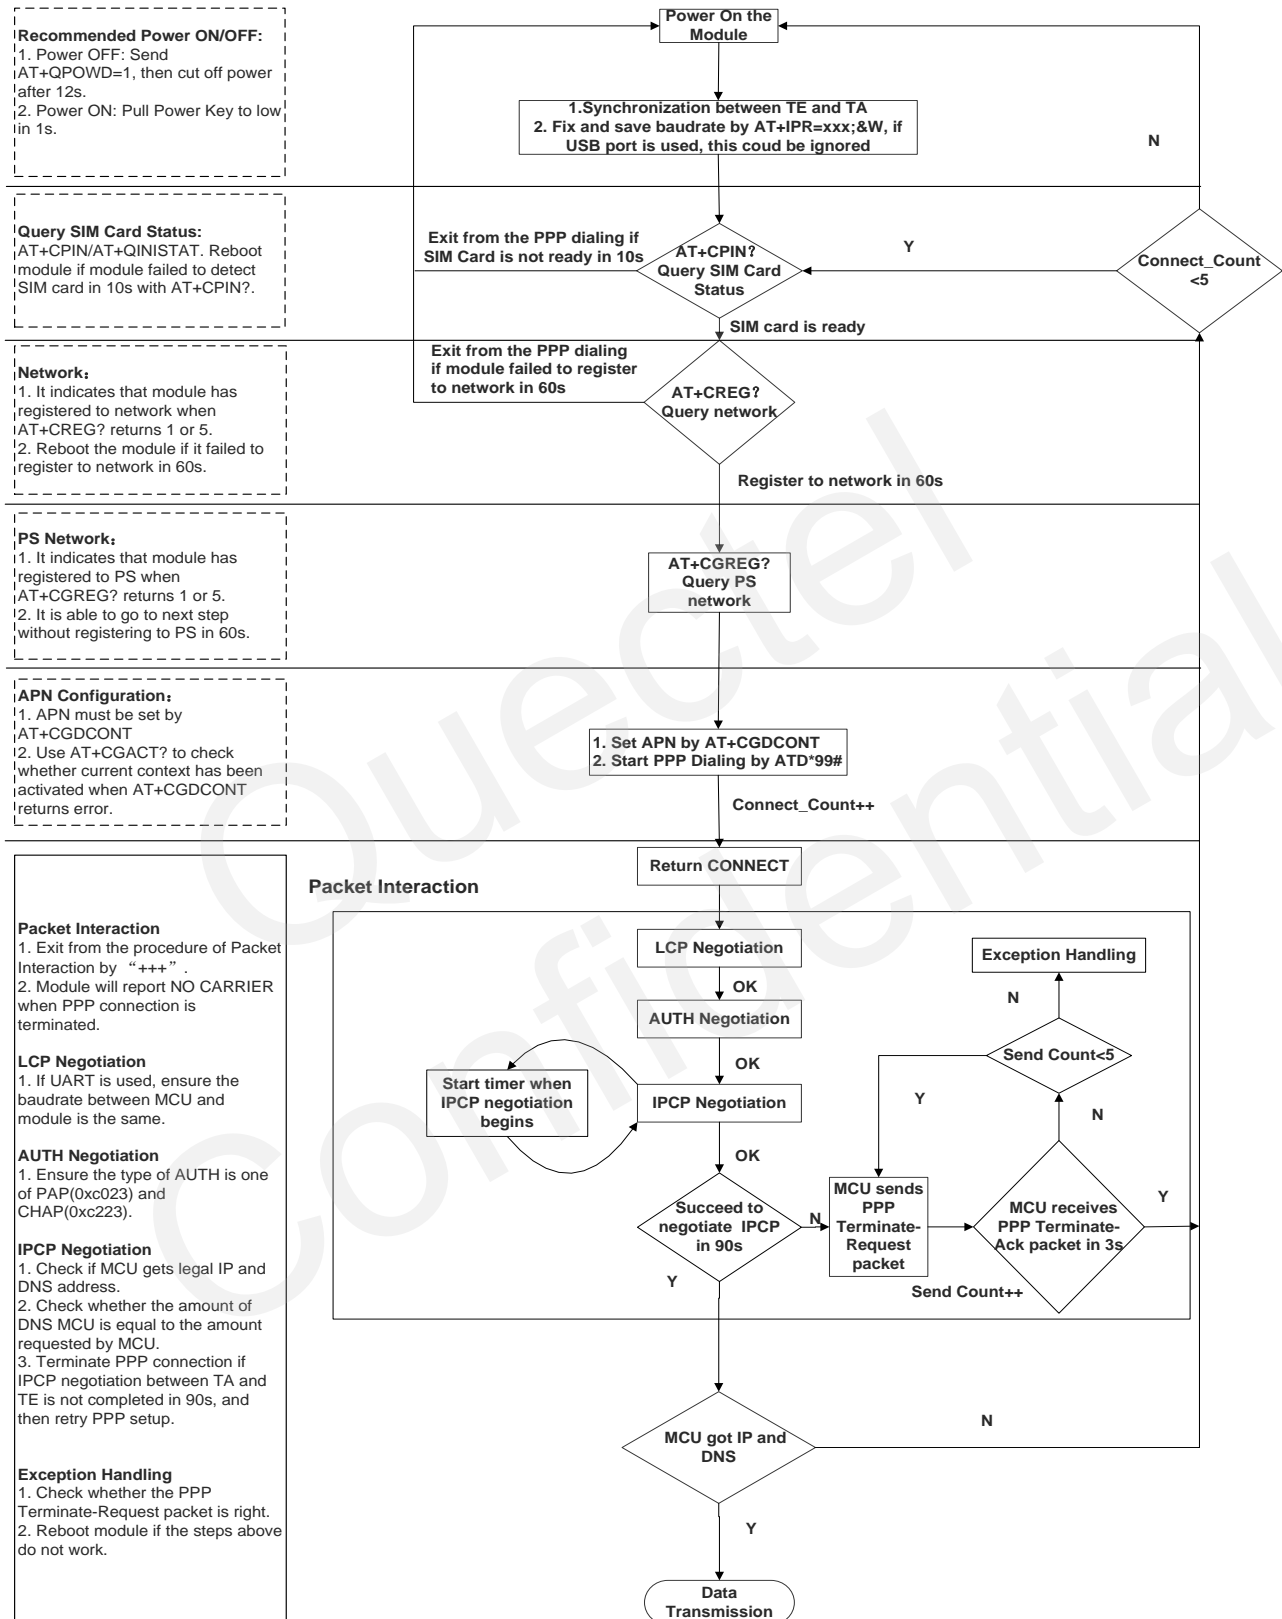 Recommended Power ON/OFF:
1. Power OFF: Send
AT+QPOWD=1, then cut off power
after 12s.
2. Power ON: Pull Power Key to low
in 1s.
Power On the
Module
1.Synchronization between TE and TA
2. Fix and save baudrate by AT+IPR=xxx;&W, if
USB port is used, this coud be ignored
N
Query SIM Card Status:
AT+CPIN/AT+QINISTAT. Reboot
module if module failed to detect
SIM card in 10s with AT+CPIN?.
Exit from the PPP dialing if
SIM Card is not ready in 10s
AT+CPIN?
Query SIM Card
Status
Y
Connect_Count
<5
SIM card is ready
Network:
1. It indicates that module has
registered to network when
AT+CREG? returns 1 or 5.
2. Reboot the module if it failed to
register to network in 60s.
Exit from the PPP dialing
if module failed to register
to network in 60s
AT+CREG?
Query network
Register to network in 60s
PS Network:
1. It indicates that module has
registered to PS when
AT+CGREG? returns 1 or 5.
2. It is able to go to next step
without registering to PS in 60s.
AT+CGREG?
Query PS
network
APN Configuration:
1. APN must be set by
AT+CGDCONT
2. Use AT+CGACT? to check
whether current context has been
activated when AT+CGDCONT
returns error.
1. Set APN by AT+CGDCONT
2. Start PPP Dialing by ATD*99#
Connect_Count++
Return CONNECT
Packet Interaction
Packet Interaction
1. Exit from the procedure of Packet
Interaction by “+++”.
2. Module will report NO CARRIER
when PPP connection is
terminated.
LCP Negotiation
1. If UART is used, ensure the
baudrate between MCU and
module is the same.
AUTH Negotiation
1. Ensure the type of AUTH is one
of PAP(0xc023) and
CHAP(0xc223).
IPCP Negotiation
1. Check if MCU gets legal IP and
DNS address.
2. Check whether the amount of
DNS MCU is equal to the amount
requested by MCU.
3. Terminate PPP connection if
IPCP negotiation between TA and
TE is not completed in 90s, and
then retry PPP setup.
Exception Handling
1. Check whether the PPP
Terminate-Request packet is right.
2. Reboot module if the steps above
do not work.
LCP Negotiation
OK
AUTH Negotiation
OK
Start timer when
IPCP negotiation
begins
IPCP Negotiation
OK
Succeed to
negotiate IPCP
in 90s
N
Y
MCU sends
PPP
Terminate-
Request
packet
Send Count++
MCU receives
PPP Terminate-
Ack packet in 3s
Y
N
Send Count<5
Y
N
Exception Handling
MCU got IP and
DNS
N
Y
Data
Transmission
Quectel
Confidential